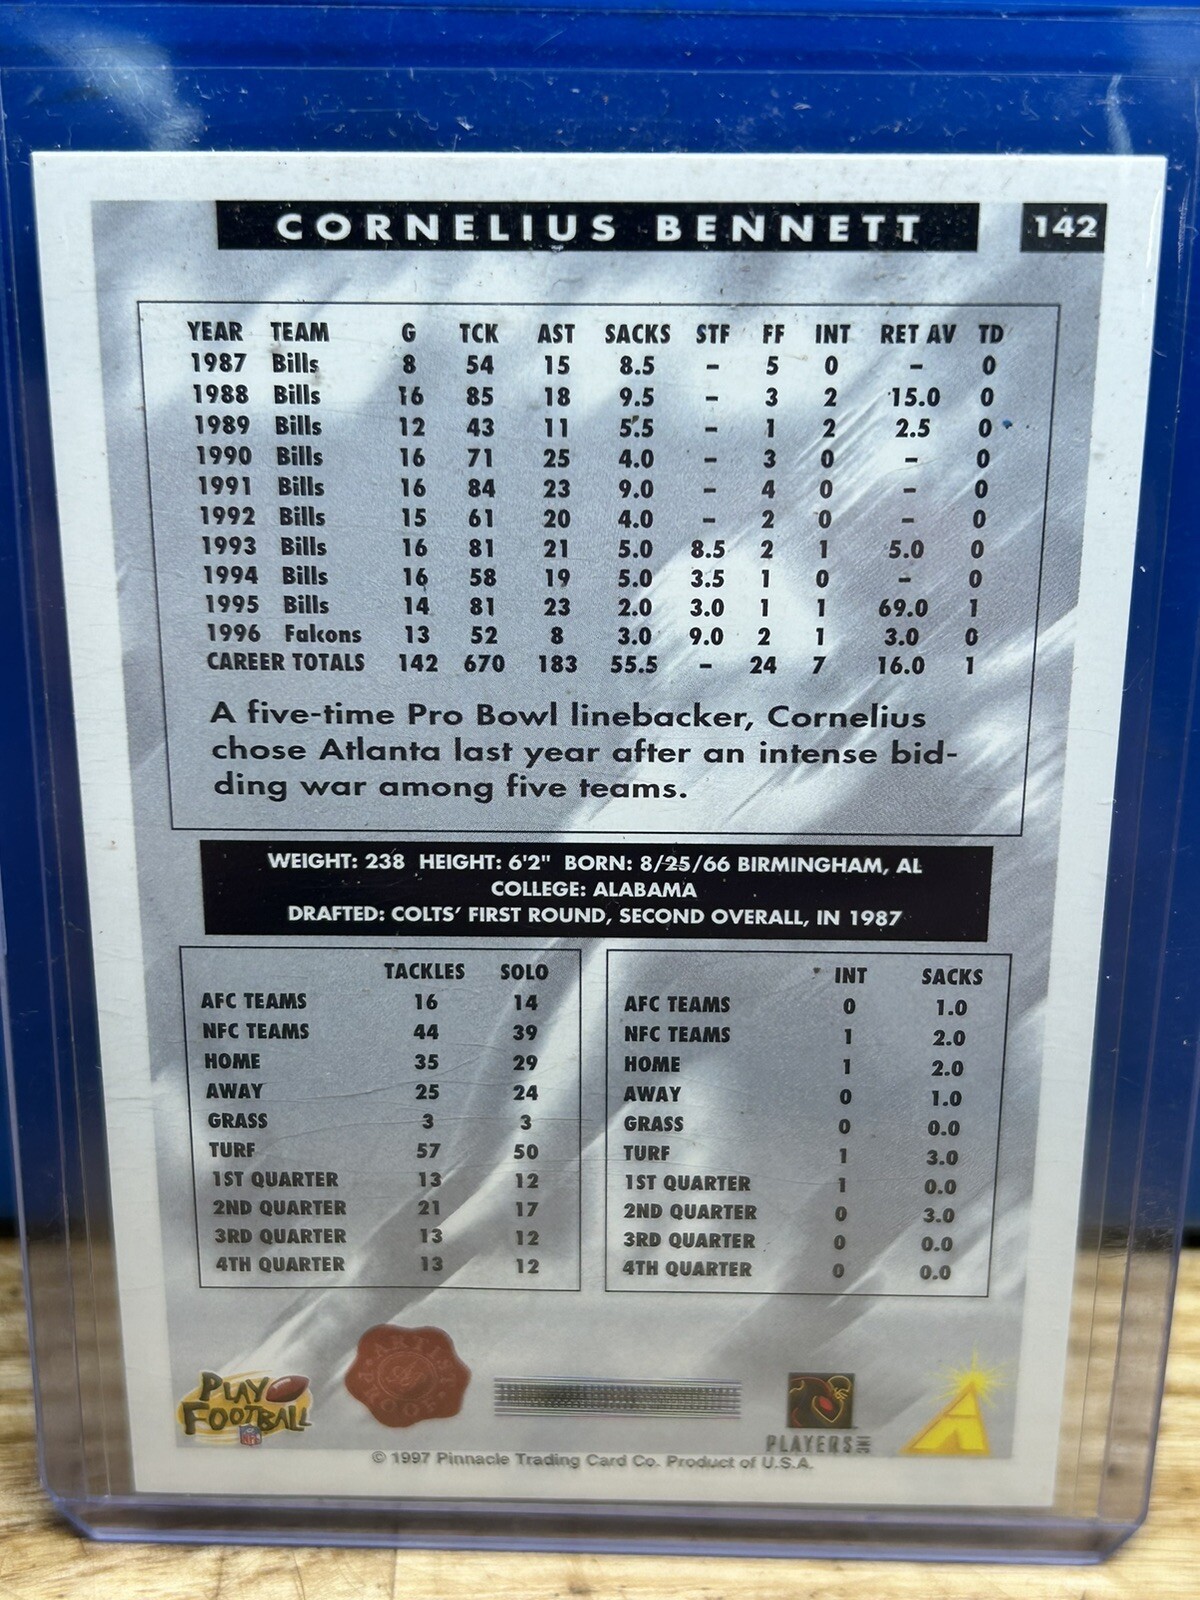 CORNELIUS BENNETT 142
YEAR TEAM G TCK AST SACKS STF FF INT RET AV TD
1987 Bills 8 54 15 8.5 – 5 0 – 0
1988 Bills 16 85 18 9.5 – 3 2 15.0 0
1989 Bills 12 43 11 5.5 – 1 2 2.5 0
1990 Bills 16 71 25 4.0 – 3 0 – 0
1991 Bills 16 84 23 9.0 – 4 0 – 0
1992 Bills 15 61 20 4.0 – 2 0 – 0
1993 Bills 16 81 21 5.0 8.5 2 1 5.0 0
1994 Bills 16 58 19 5.0 3.5 1 0 – 0
1995 Bills 14 81 23 2.0 3.0 1 1 69.0 1
1996 Falcons 13 52 8 3.0 9.0 2 1 3.0 0
CAREER TOTALS 142 670 183 55.5 – 24 7 16.0 1
A five-time Pro Bowl linebacker, Cornelius
chose Atlanta last year after an intense bid-
ding war among five teams.
WEIGHT: 238 HEIGHT: 6'2" BORN: 8/25/66 BIRMINGHAM, AL
COLLEGE: ALABAMA
DRAFTED: COLTS' FIRST ROUND, SECOND OVERALL, IN 1987
TACKLES SOLO
AFC TEAMS 16 14
NFC TEAMS 44 39
HOME 35 29
AWAY 25 24
GRASS 3 3
TURF 57 50
1ST QUARTER 13 12
2ND QUARTER 21 17
3RD QUARTER 13 12
4TH QUARTER 13 12
INT SACKS
AFC TEAMS 0 1.0
NFC TEAMS 1 2.0
HOME 1 2.0
AWAY 0 1.0
GRASS 0 0.0
TURF 1 3.0
1ST QUARTER 1 0.0
2ND QUARTER 0 3.0
3RD QUARTER 0 0.0
4TH QUARTER 0 0.0
PLAY
FOOTBALL
NFL
ARTIST
AP
PROOF
PLAYERS INC
© 1997 Pinnacle Trading Card Co. Product of U.S.A.